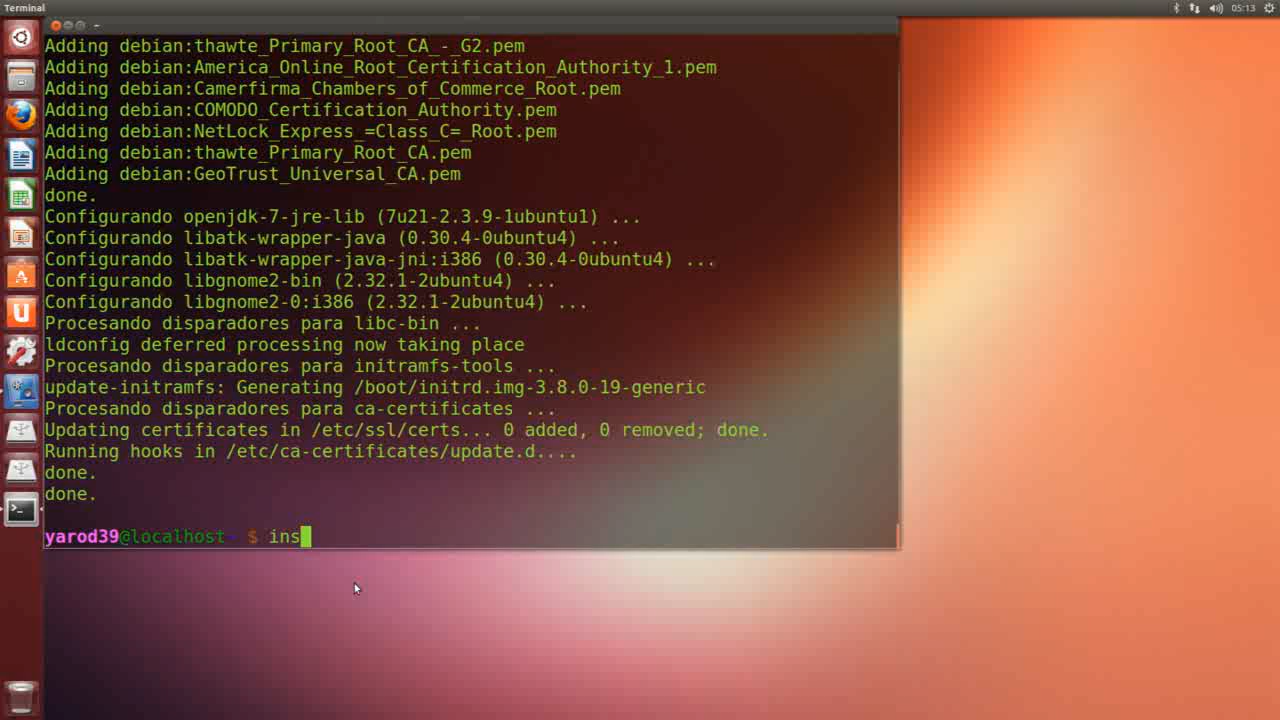 Terminal
05:13
Adding debian:thawte_Primary_Root_CA_-_G2.pem
Adding debian:America_Online_Root_Certification_Authority_1.pem
Adding debian:Camerfirma_Chambers_of_Commerce_Root.pem
Adding debian:COMODO_Certification_Authority.pem
Adding debian:NetLock_Express_=Class_C=_Root.pem
Adding debian:thawte_Primary_Root_CA.pem
Adding debian:GeoTrust_Universal_CA.pem
done.
Configurando openjdk-7-jre-lib (7u21-2.3.9-1ubuntu1) ...
Configurando libatk-wrapper-java (0.30.4-0ubuntu4) ...
Configurando libatk-wrapper-java-jni:i386 (0.30.4-0ubuntu4) ...
Configurando libgnome2-bin (2.32.1-2ubuntu4) ...
Configurando libgnome2-0:i386 (2.32.1-2ubuntu4) ...
Procesando disparadores para libc-bin ...
ldconfig deferred processing now taking place
Procesando disparadores para initramfs-tools ...
update-initramfs: Generating /boot/initrd.img-3.8.0-19-generic
Procesando disparadores para ca-certificates ...
Updating certificates in /etc/ssl/certs... 0 added, 0 removed; done.
Running hooks in /etc/ca-certificates/update.d....
done.
done.
yarod39@localhost~ $ ins